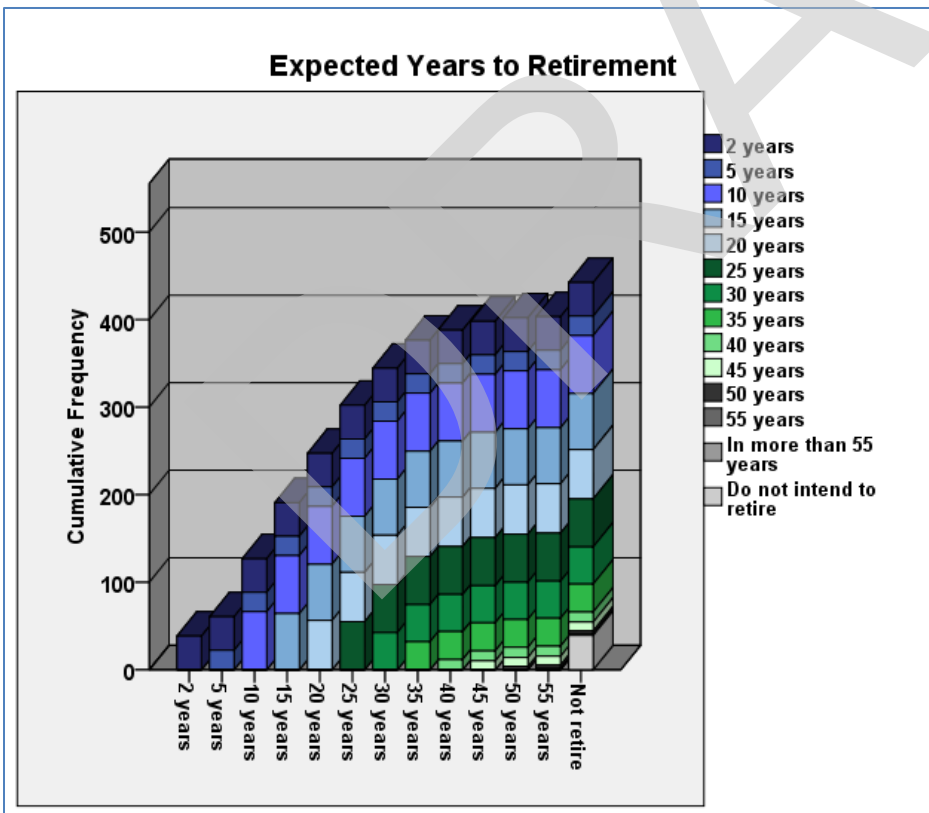 Expected Years to Retirement
Cumulative Frequency
500
400
300
200
100
0
2 years
5 years
10 years
15 years
20 years
25 years
30 years
35 years
40 years
45 years
50 years
55 years
Not retire
2 years
5 years
10 years
15 years
20 years
25 years
30 years
35 years
40 years
45 years
50 years
55 years
In more than 55
years
Do not intend to
retire